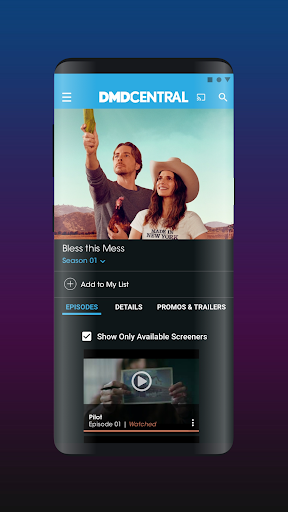 DMDCENTRAL
MADE IN
NEW YORK
Bless this Mess
Season 01
Add to My List
EPISODES DETAILS PROMOS & TRAILERS
Show Only Available Screeners
Pilot
Episode 01 | Watched